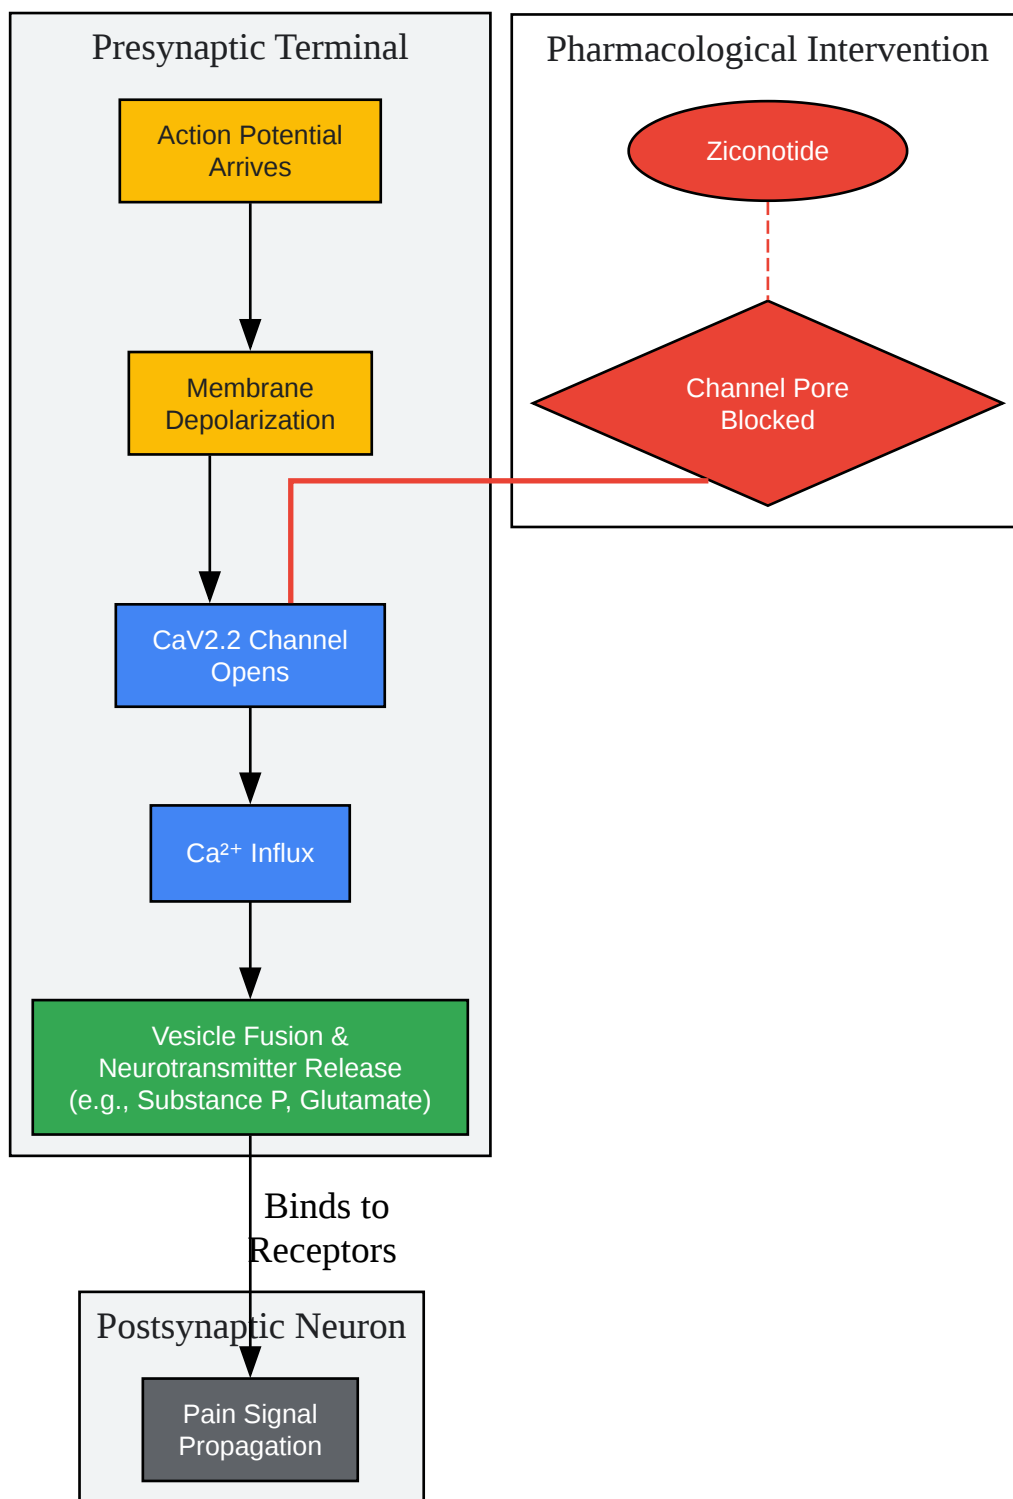 Presynaptic Terminal
Action Potential
Arrives
Membrane
Depolarization
CaV2.2 Channel
Opens
Ca²⁺ Influx
Vesicle Fusion &
Neurotransmitter Release
(e.g., Substance P, Glutamate)
Binds to
Receptors
Postsynaptic Neuron
Pain Signal
Propagation
Pharmacological Intervention
Ziconotide
Channel Pore
Blocked